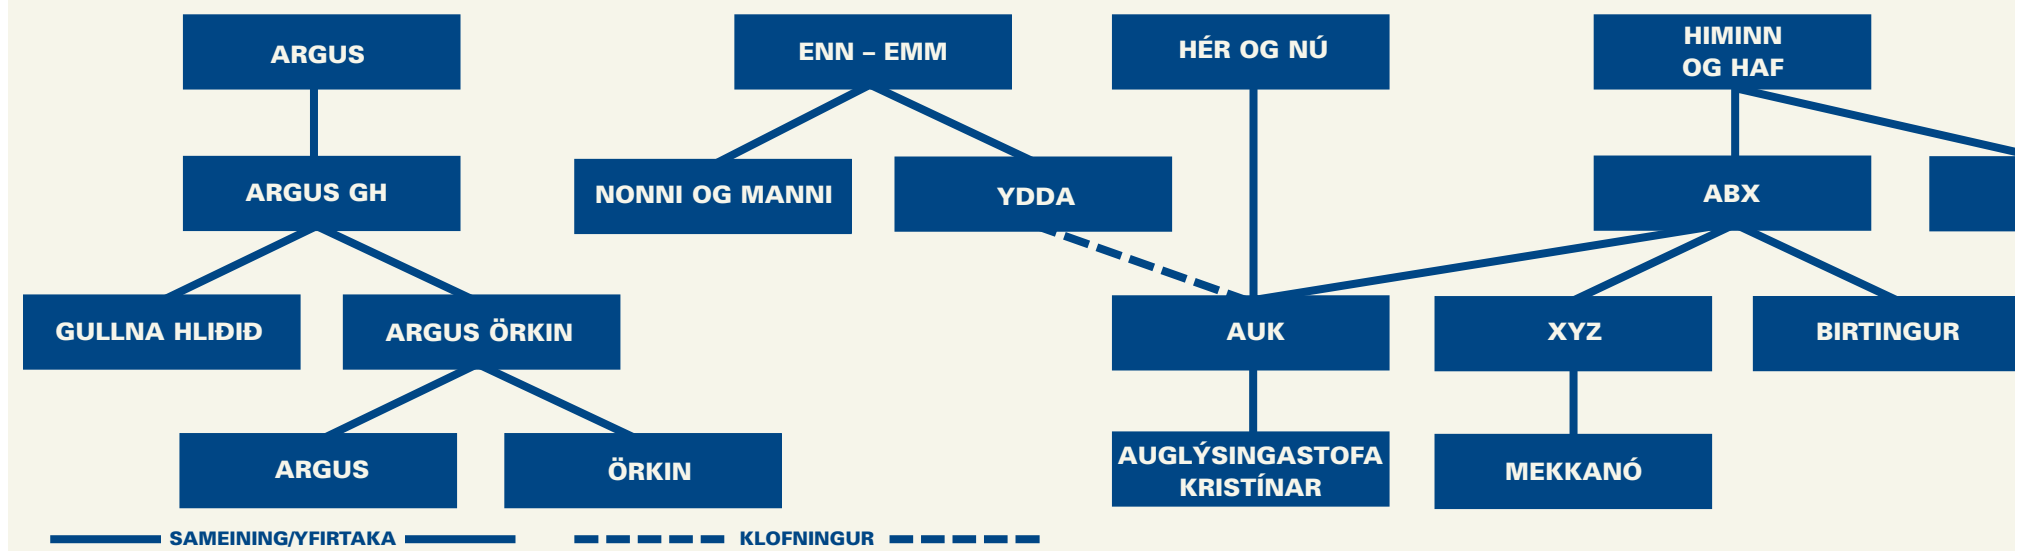 ARGUS
ENN – EMM
HÉR OG NÚ
HIMINN
OG HAF
ARGUS GH
NONNI OG MANNI
YDDA
ABX
GULLNA HLIÐIÐ
ARGUS ÖRKIN
AUK
XYZ
BIRTINGUR
ARGUS
ÖRKIN
AUGLÝSINGASTOFA
KRISTÍNAR
MEKKANÓ
SAMEINING/YFIRTAKA
KLOFNINGUR